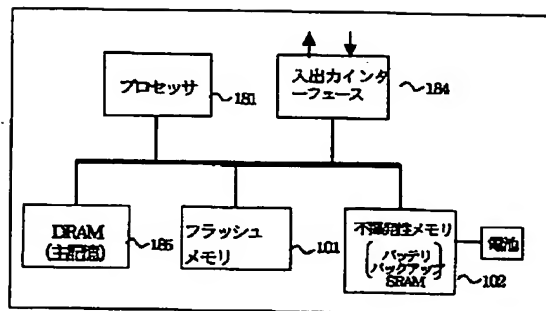 プロセッサ
181
入出力インタ
ーフェース
184
DRAM
(主記憶)
185
フラッシュ
メモリ
101
不揮発性メモリ
バッテリ
バックアップ
SRAM
102
電池